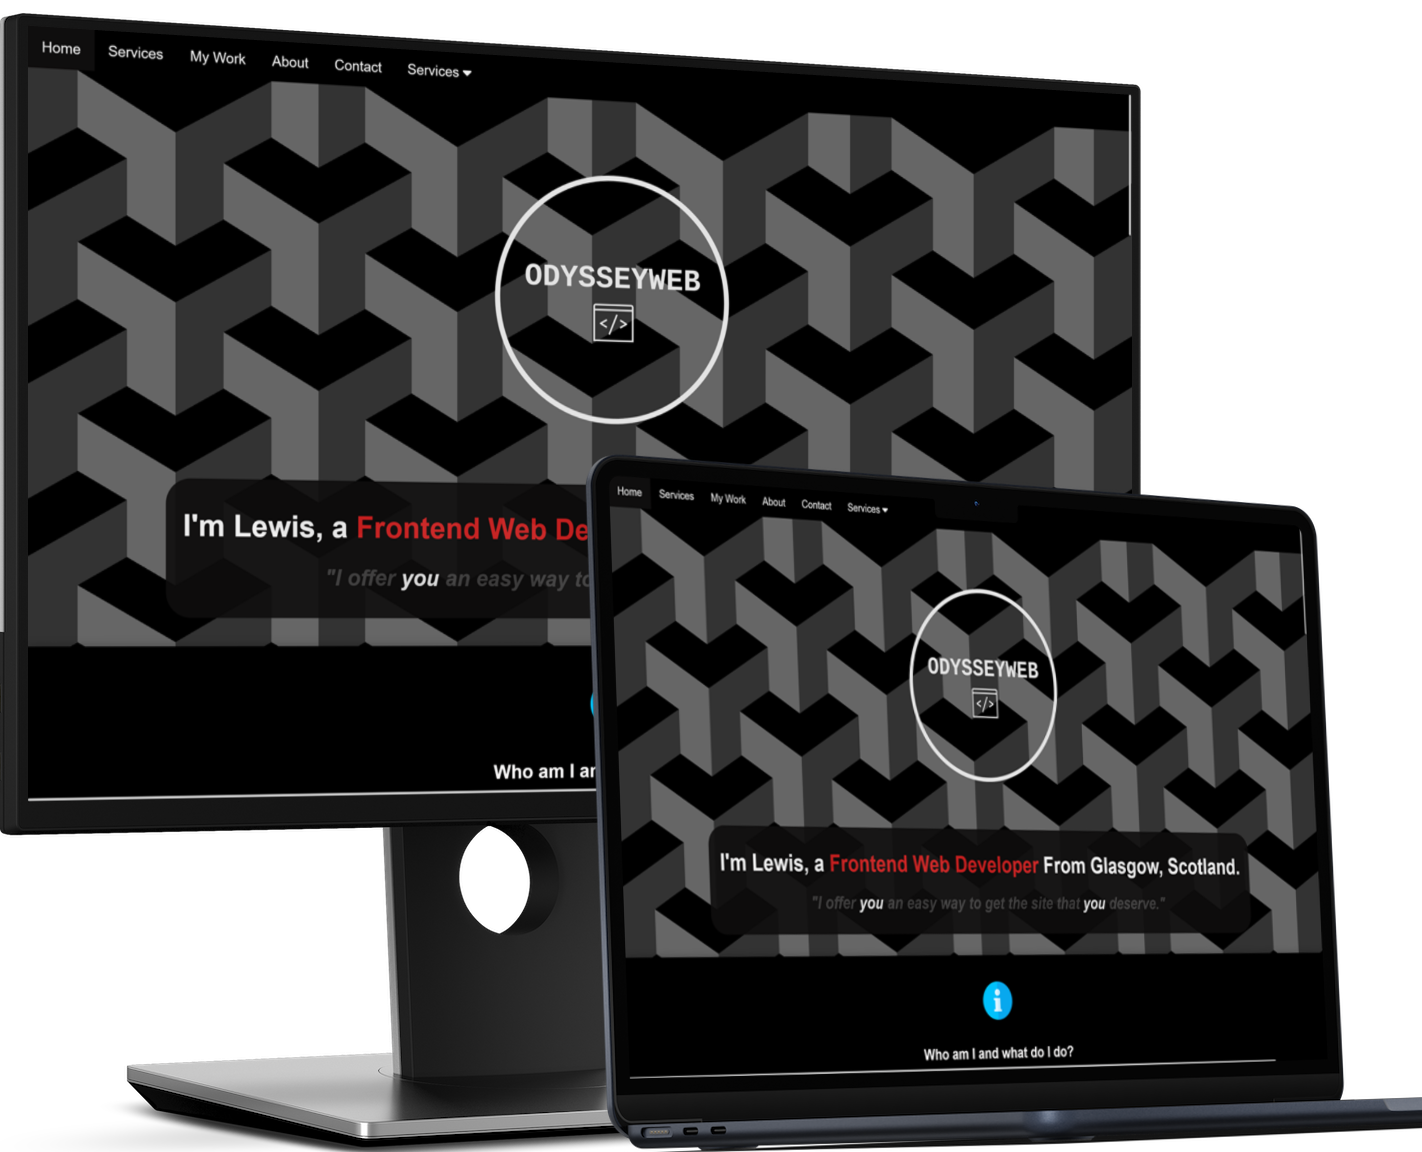 Home Services My Work About Contact Services
ODYSSEYWEB
</>
I'm Lewis, a Frontend Web De
"I offer you an easy way to
Who am I an
Home Services My Work About Contact Services
ODYSSEYWEB
</>
I'm Lewis, a Frontend Web Developer From Glasgow, Scotland.
"I offer you an easy way to get the site that you deserve."
i
Who am I and what do I do?